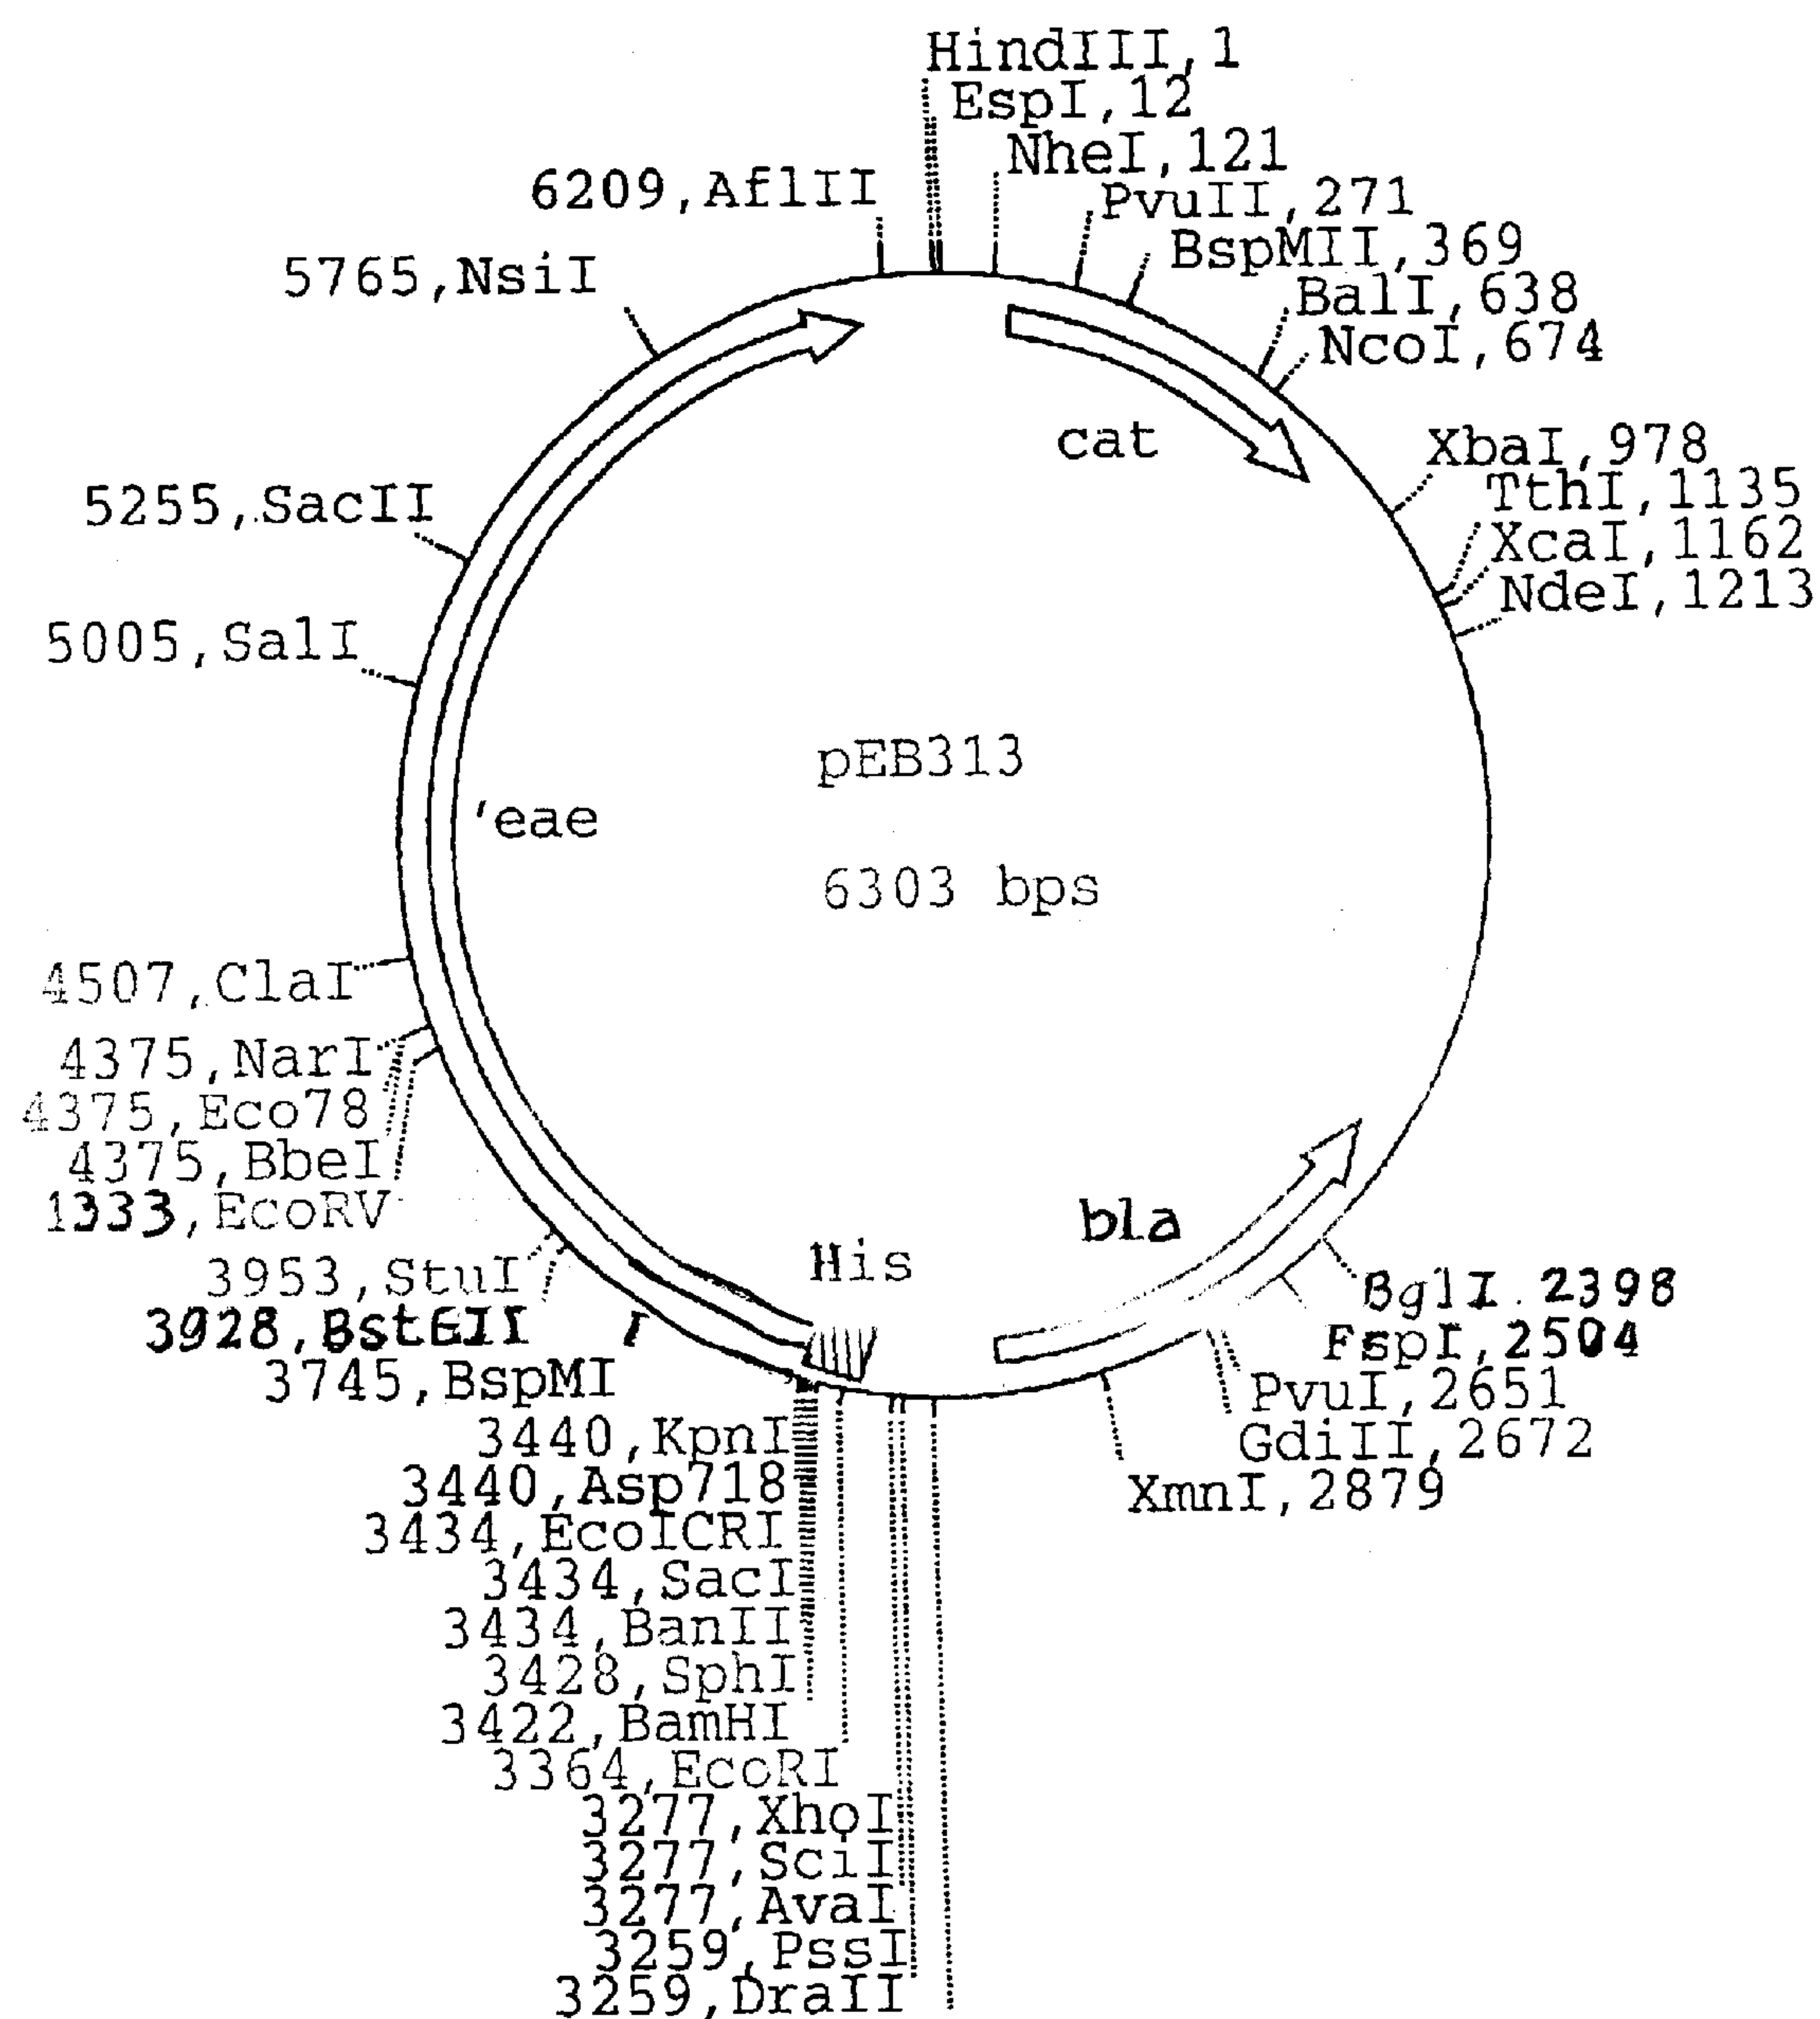 HindIII,1
EspI,12
NheI,121
PvuII,271
BspMII,369
BalI,638
NcoI,674
XbaI,978
TthI,1135
XcaI,1162
NdeI,1213
6209,AflII
5765,NsiI
5255,SacII
5005,SalI
cat
pEB313
6303 bps
'eae
4507,ClaI
4375,NarI
4375,Eco78
4375,BbeI
1333,EcoRV
3953,StuI
3928,BstEII
3745,BspMI
His
bla
BglI.2398
FspI,2504
PvuI,2651
GdiII,2672
XmnI,2879
3440,KpnI
3440,Asp718
3434,EcoICRI
3434,SacI
3434,BanII
3428,SphI
3422,BamHI
3364,EcoRI
3277,XhoI
3277,SciI
3277,AvaI
3259,PssI
3259,DraII